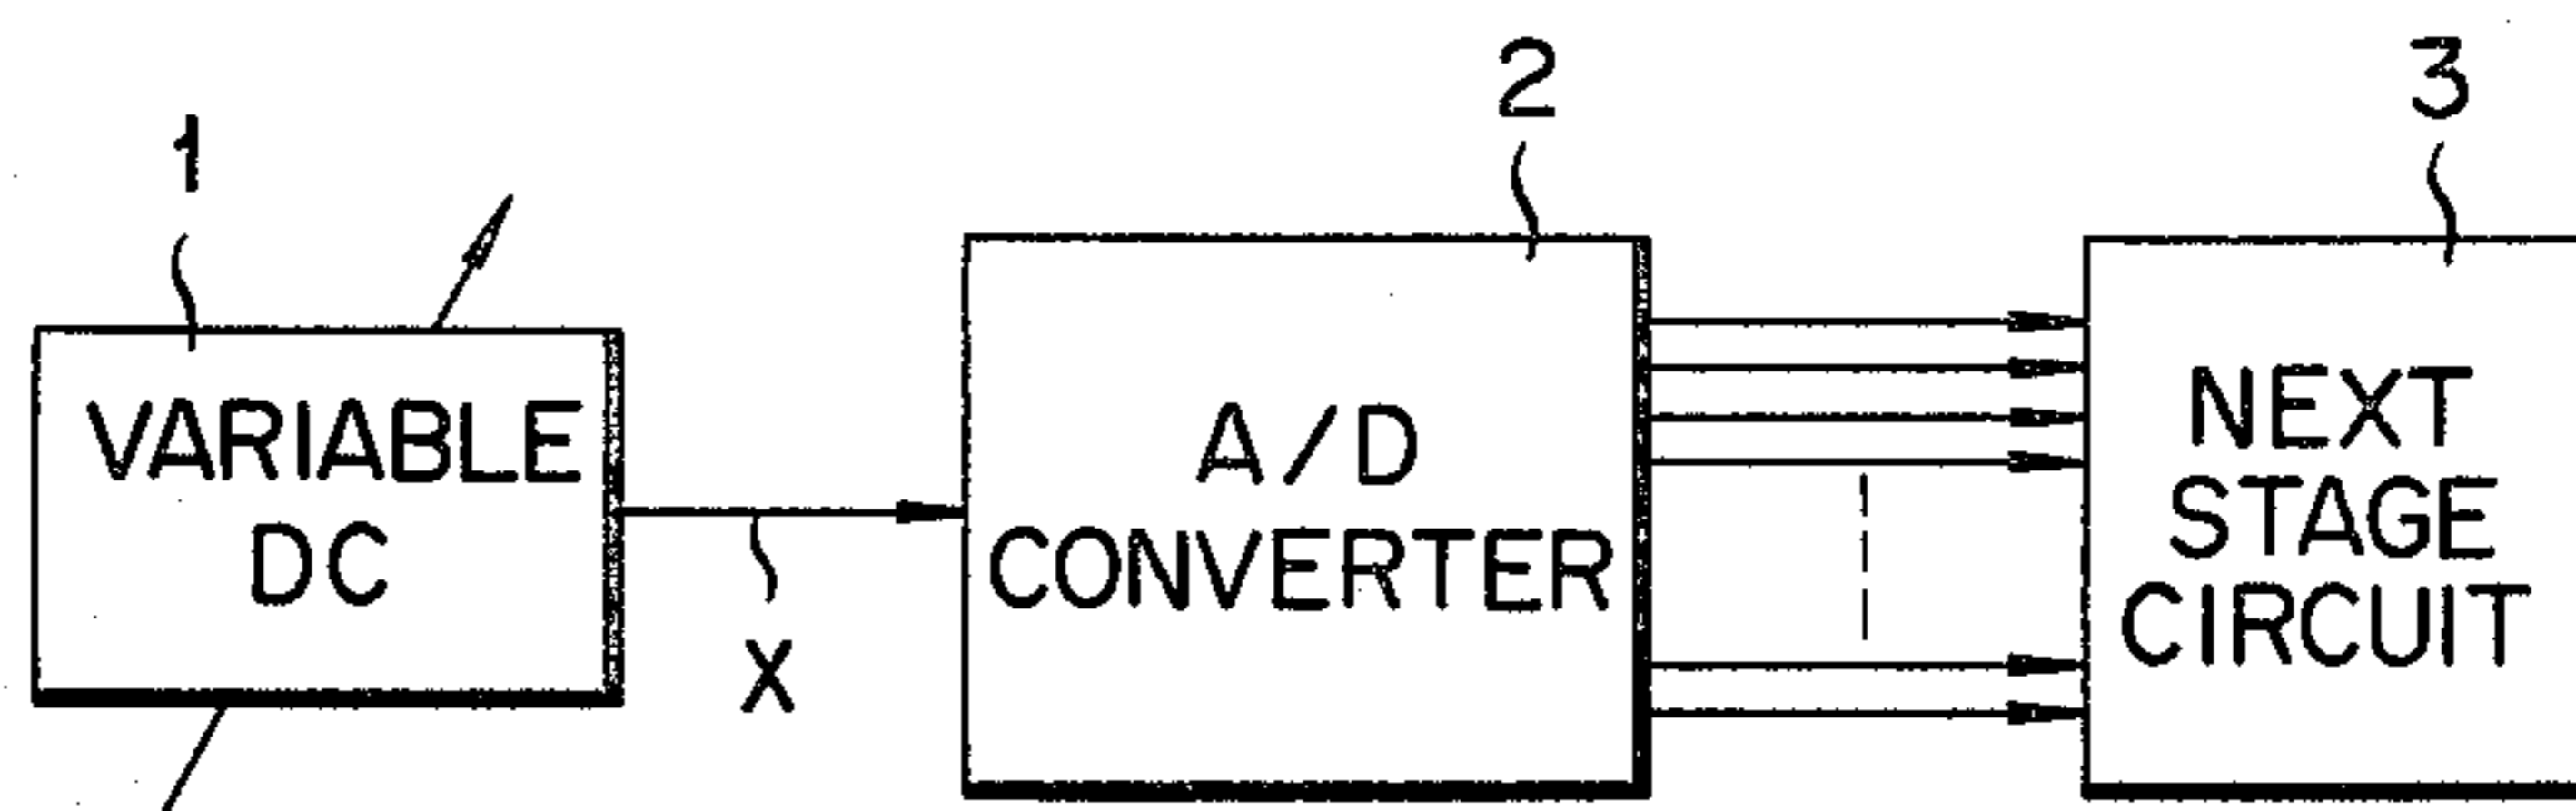 1
2
3
VARIABLE
DC
X
A/D
CONVERTER
NEXT
STAGE
CIRCUIT